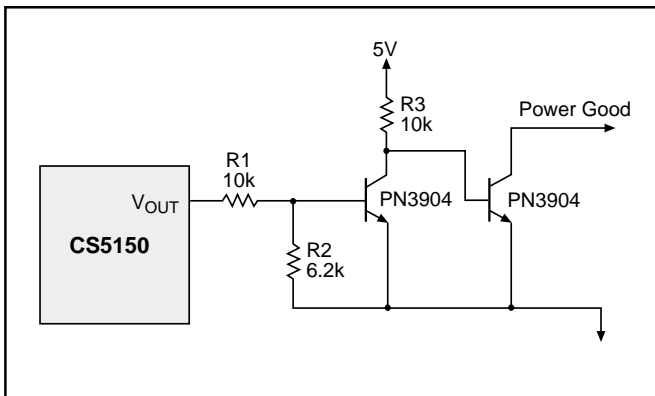 5V
R3
10k
Power Good
R1
10k
VOUT
PN3904
PN3904
CS5150
R2
6.2k